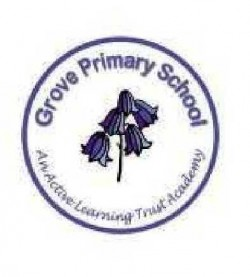 Grove Primary School
An Active Learning Trust Academy